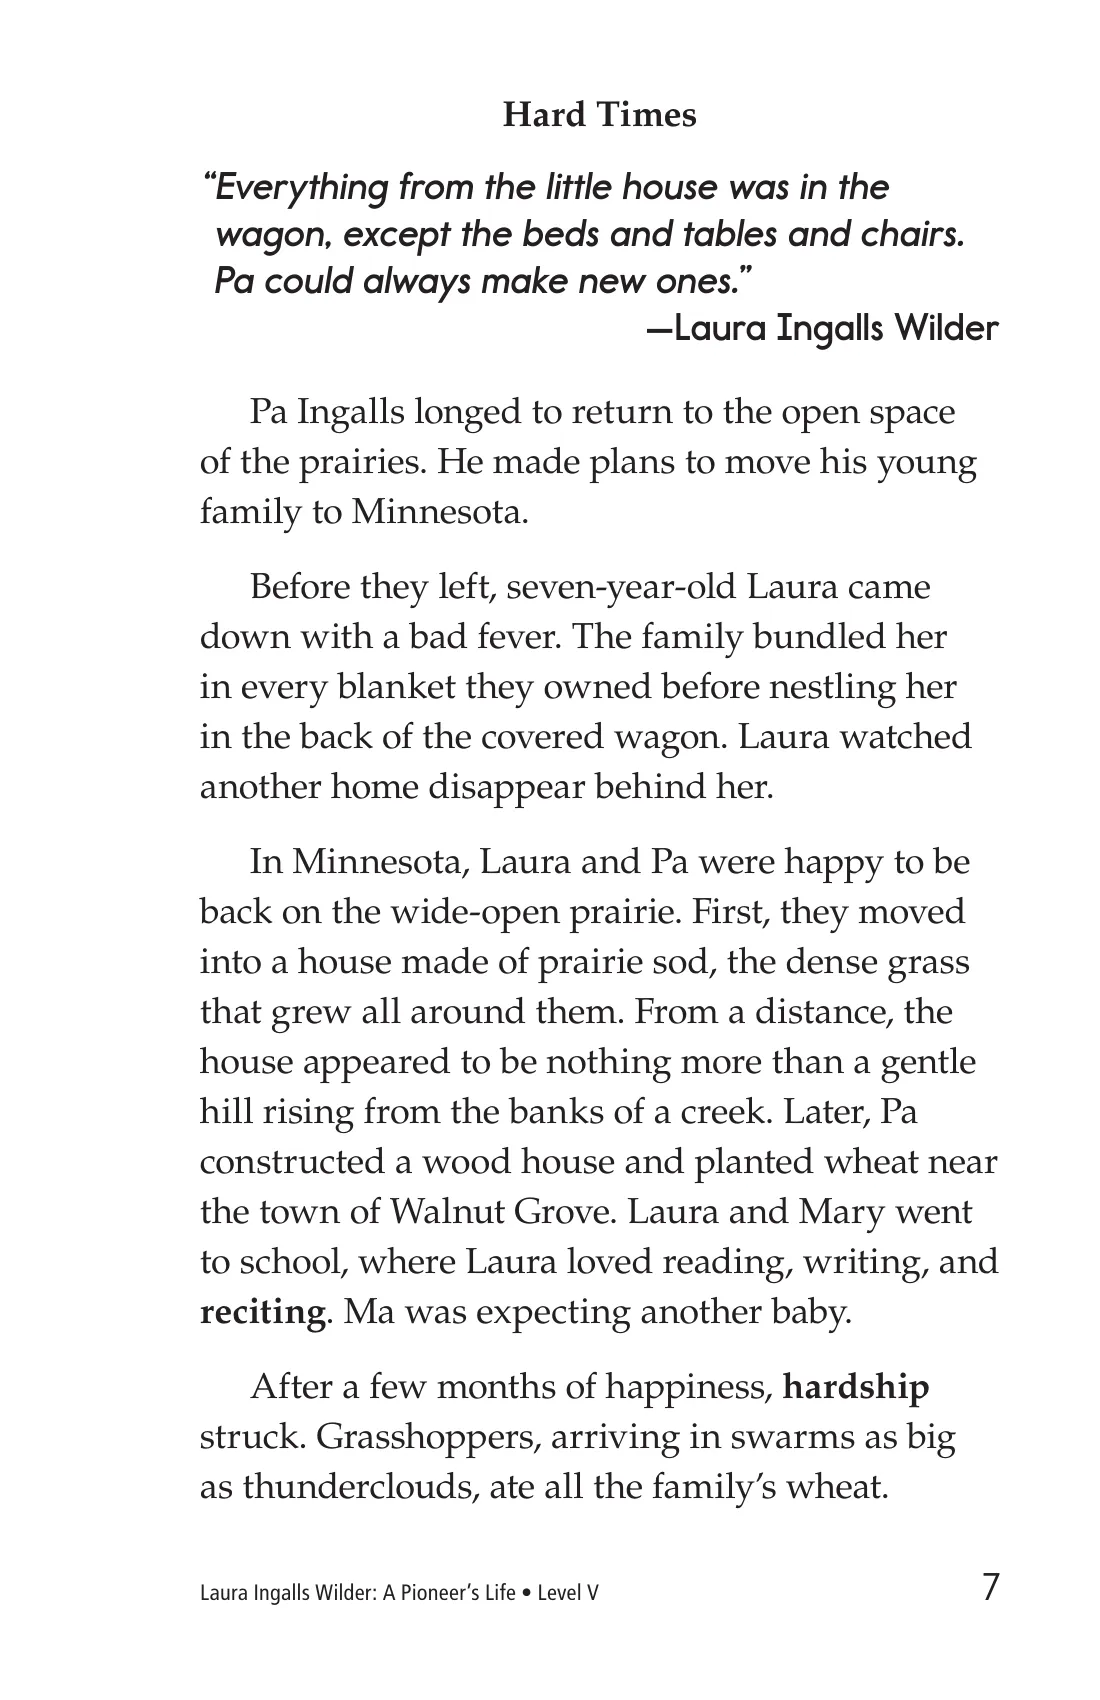 Hard Times
“Everything from the little house was in the
wagon, except the beds and tables and chairs.
Pa could always make new ones.”
—Laura Ingalls Wilder
Pa Ingalls longed to return to the open space
of the prairies. He made plans to move his young
family to Minnesota.
Before they left, seven-year-old Laura came
down with a bad fever. The family bundled her
in every blanket they owned before nestling her
in the back of the covered wagon. Laura watched
another home disappear behind her.
In Minnesota, Laura and Pa were happy to be
back on the wide-open prairie. First, they moved
into a house made of prairie sod, the dense grass
that grew all around them. From a distance, the
house appeared to be nothing more than a gentle
hill rising from the banks of a creek. Later, Pa
constructed a wood house and planted wheat near
the town of Walnut Grove. Laura and Mary went
to school, where Laura loved reading, writing, and
reciting. Ma was expecting another baby.
After a few months of happiness, hardship
struck. Grasshoppers, arriving in swarms as big
as thunderclouds, ate all the family’s wheat.
Laura Ingalls Wilder: A Pioneer’s Life • Level V
7